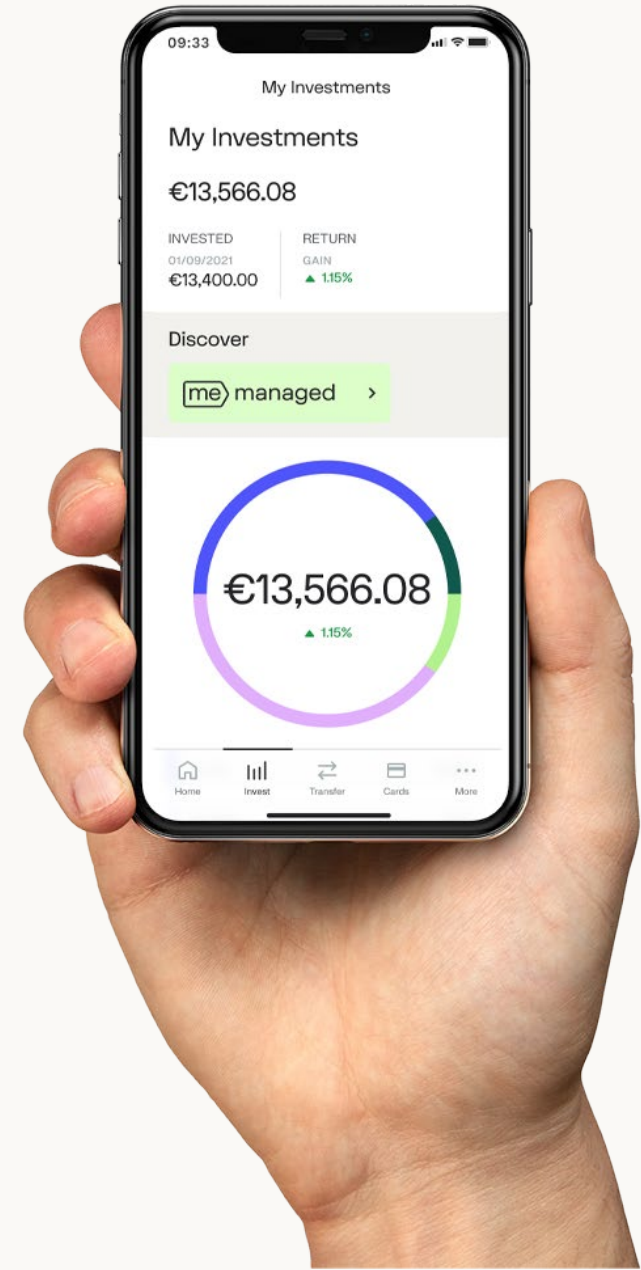 09:33
My Investments
My Investments
€13,566.08
INVESTED RETURN
01/09/2021 GAIN
€13,400.00 ▲ 1.15%
Discover
me managed >
€13,566.08
▲ 1.15%
Home Invest Transfer Cards More